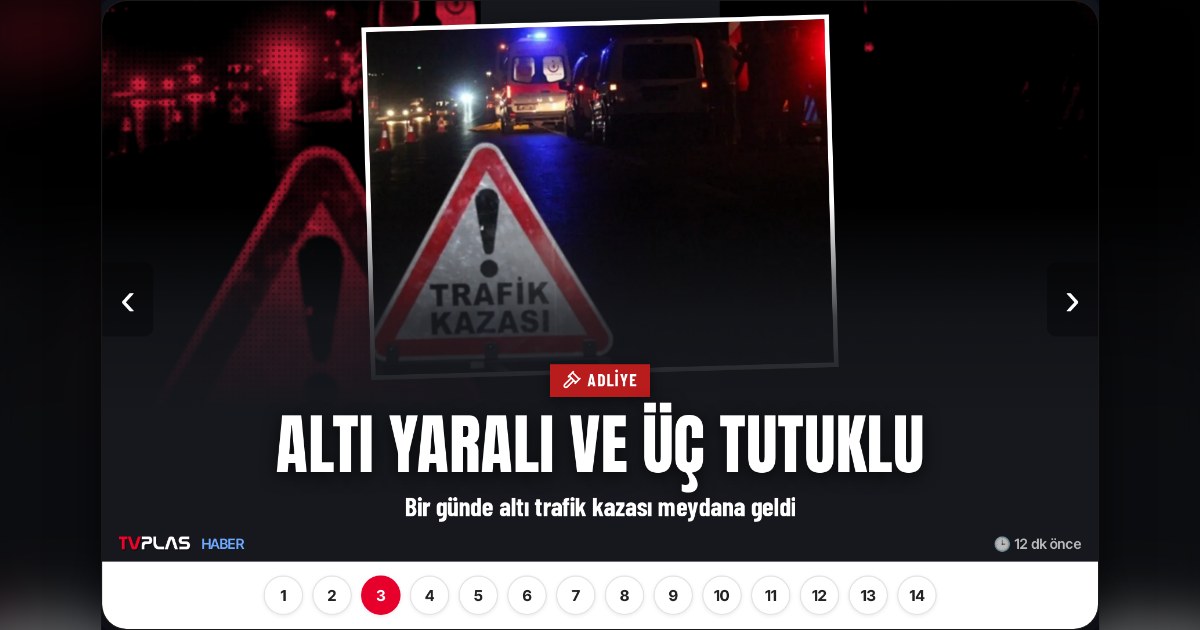 TRAFİK
KAZASI
ADLİYE
ALTI YARALI VE ÜÇ TUTUKLU
Bir günde altı trafik kazası meydana geldi
TVPLAS HABER
12 dk önce
1 2 3 4 5 6 7 8 9 10 11 12 13 14